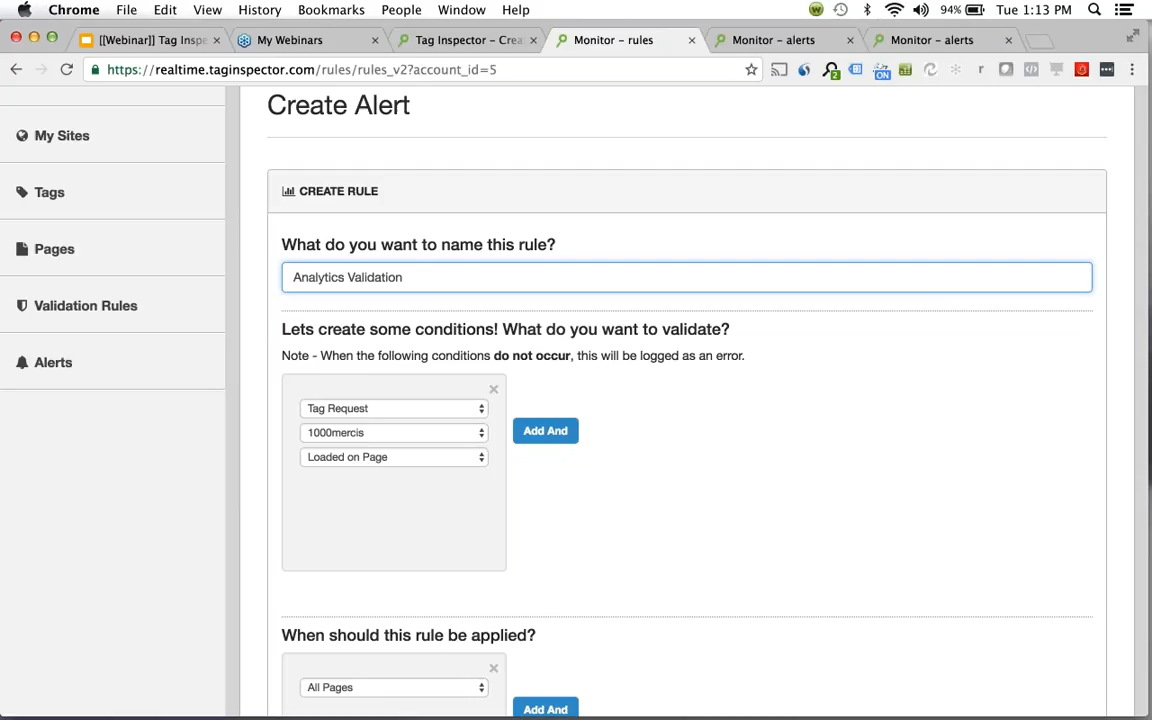 Chrome File Edit View History Bookmarks People Window Help 94% Tue 1:13 PM
[[Webinar]] Tag Insp × My Webinars × Tag Inspector – Crea × Monitor – rules × Monitor – alerts × Monitor – alerts ×
https://realtime.taginspector.com/rules/rules_v2?account_id=5
2
ON
Create Alert
My Sites
Tags
Pages
Validation Rules
Alerts
CREATE RULE
What do you want to name this rule?
Analytics Validation
Lets create some conditions! What do you want to validate?
Note - When the following conditions do not occur, this will be logged as an error.
Tag Request
1000mercis
Loaded on Page
Add And
When should this rule be applied?
All Pages
Add And